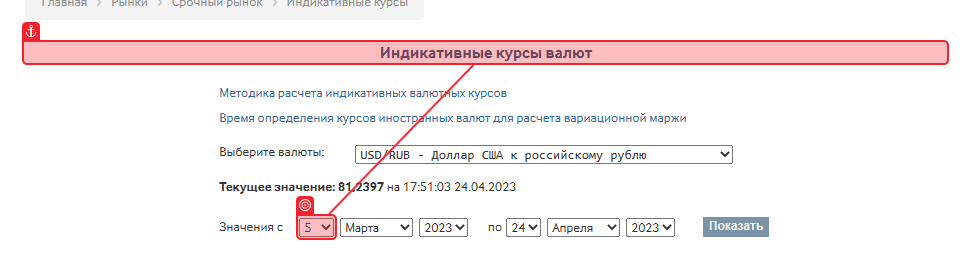 Главная > Рынки > Срочный рынок > Индикативные курсы
Индикативные курсы валют
Методика расчета индикативных валютных курсов
Время определения курсов иностранных валют для расчета вариационной маржи
Выберите валюты: USD/RUB - Доллар США к российскому рублю
Текущее значение: 81,2397 на 17:51:03 24.04.2023
Значения с 5 Марта 2023 по 24 Апреля 2023 Показать